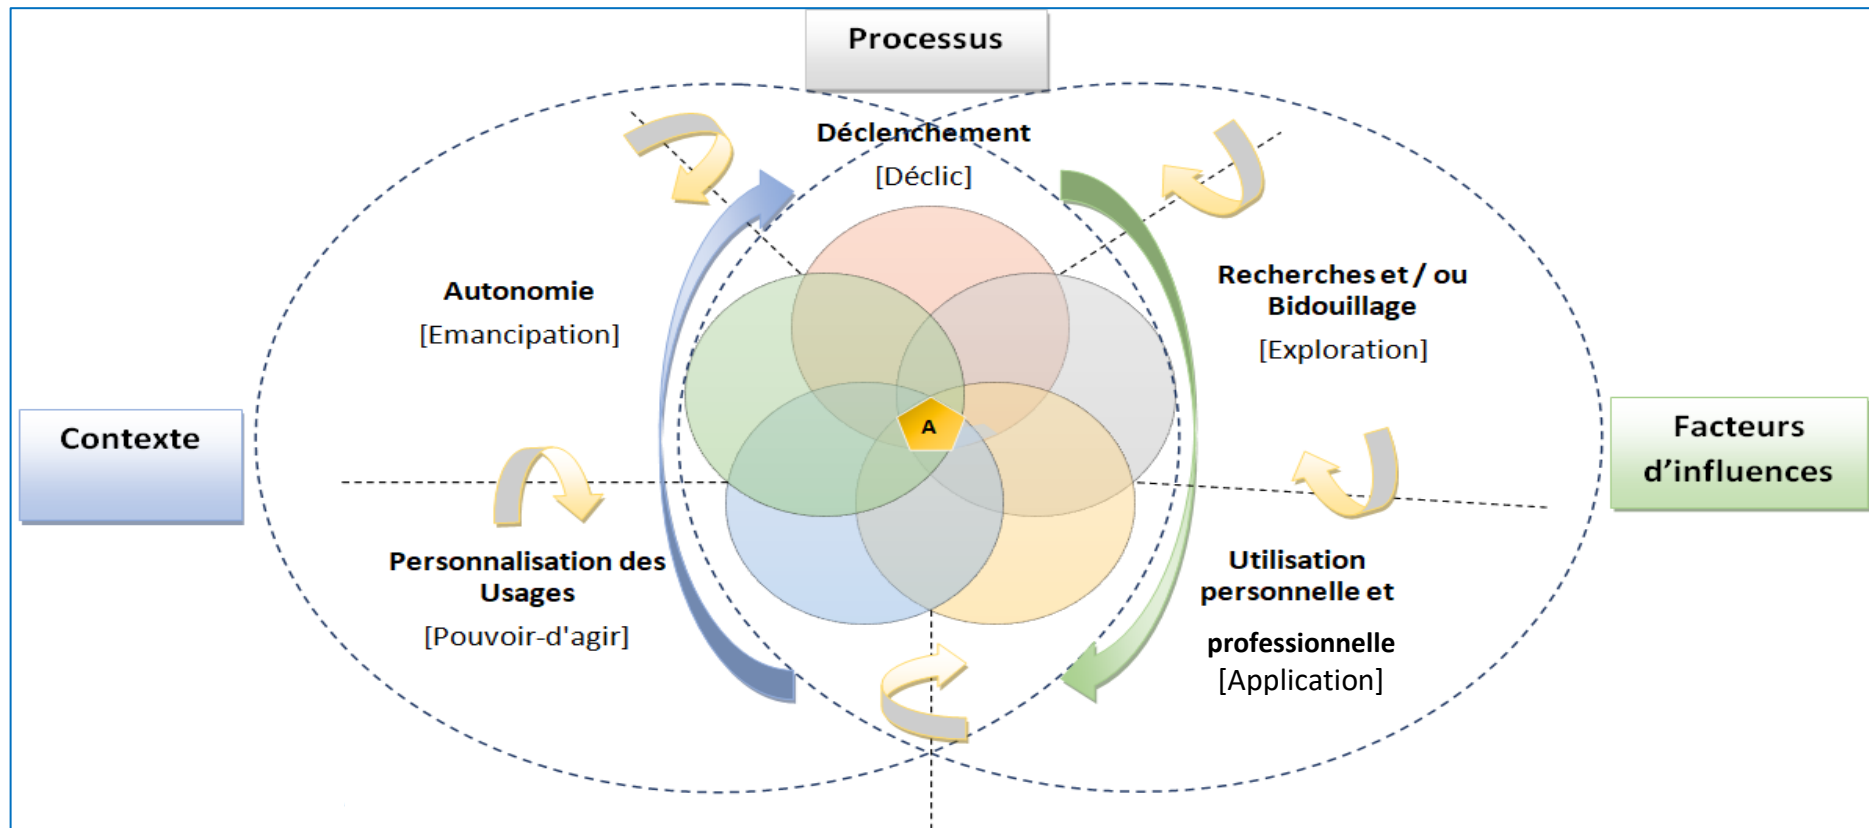 Processus
Déclenchement
[Déclic]
Autonomie
[Emancipation]
Recherches et / ou
Bidouillage
[Exploration]
Contexte
A
Facteurs
d’influences
Personnalisation des
Usages
[Pouvoir-d'agir]
Utilisation
personnelle et
professionnelle
[Application]